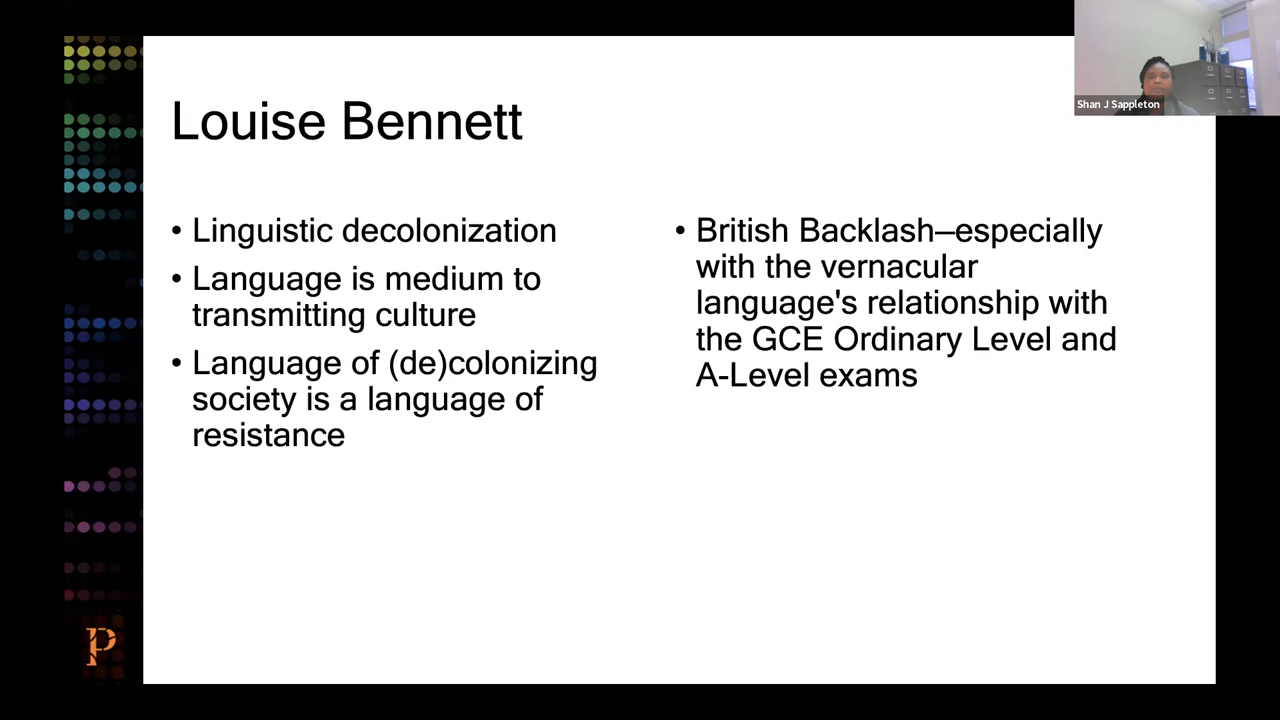 Louise Bennett
• Linguistic decolonization
• Language is medium to
transmitting culture
• Language of (de)colonizing
society is a language of
resistance
• British Backlash—especially
with the vernacular
language's relationship with
the GCE Ordinary Level and
A-Level exams
Shan J Sappleton
P